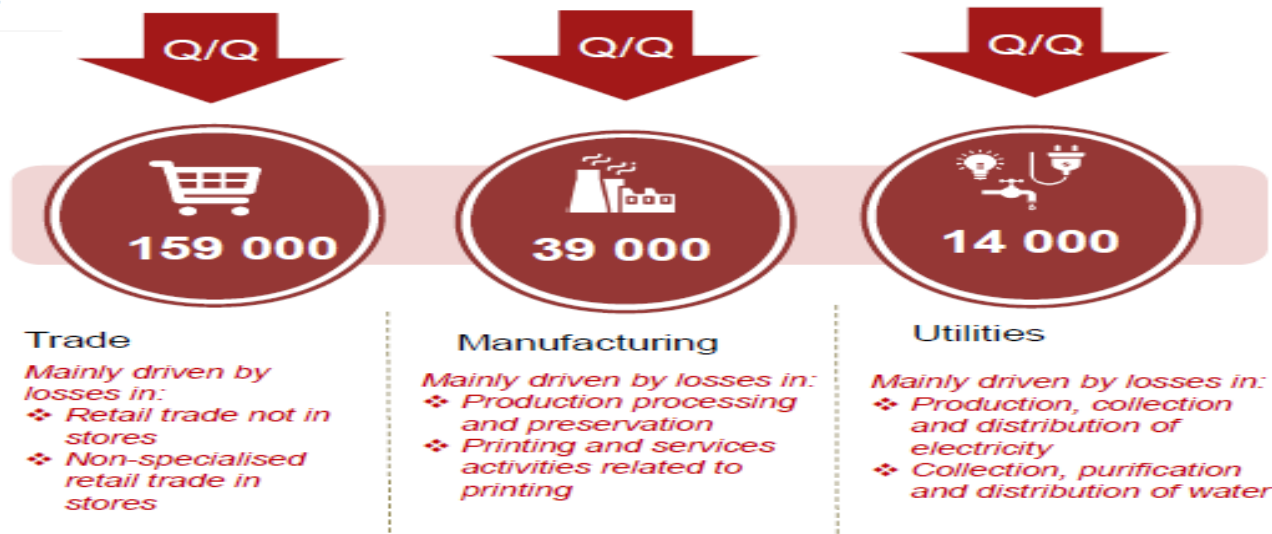 Q/Q
Q/Q
Q/Q
159 000
39 000
14 000
Trade
Mainly driven by
losses in:
❖ Retail trade not in
stores
❖ Non-specialised
retail trade in
stores
Manufacturing
Mainly driven by losses in:
❖ Production processing
and preservation
❖ Printing and services
activities related to
printing
Utilities
Mainly driven by losses in:
❖ Production, collection
and distribution of
electricity
❖ Collection, purification
and distribution of water